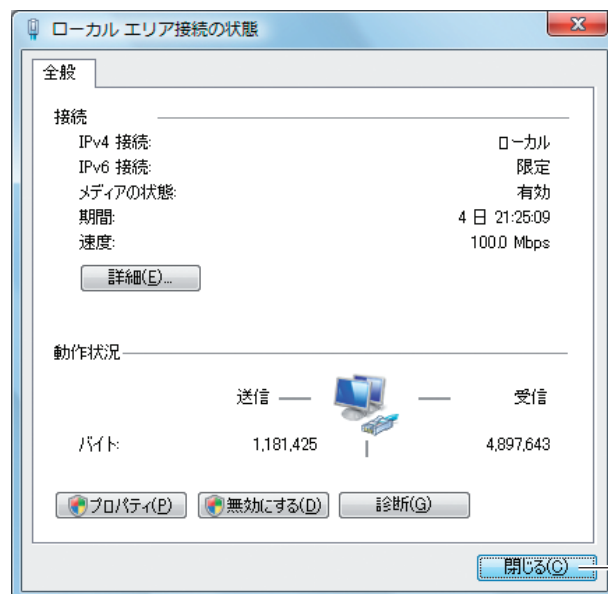 ローカル エリア接続の状態
全般
接続
IPv4 接続: ローカル
IPv6 接続: 限定
メディアの状態: 有効
期間: 4 日 21:25:09
速度: 100.0 Mbps
詳細(E)...
動作状況
送信 受信
バイト: 1,181,425 4,897,643
プロパティ(P) 無効にする(D) 診断(G)
閉じる(C)